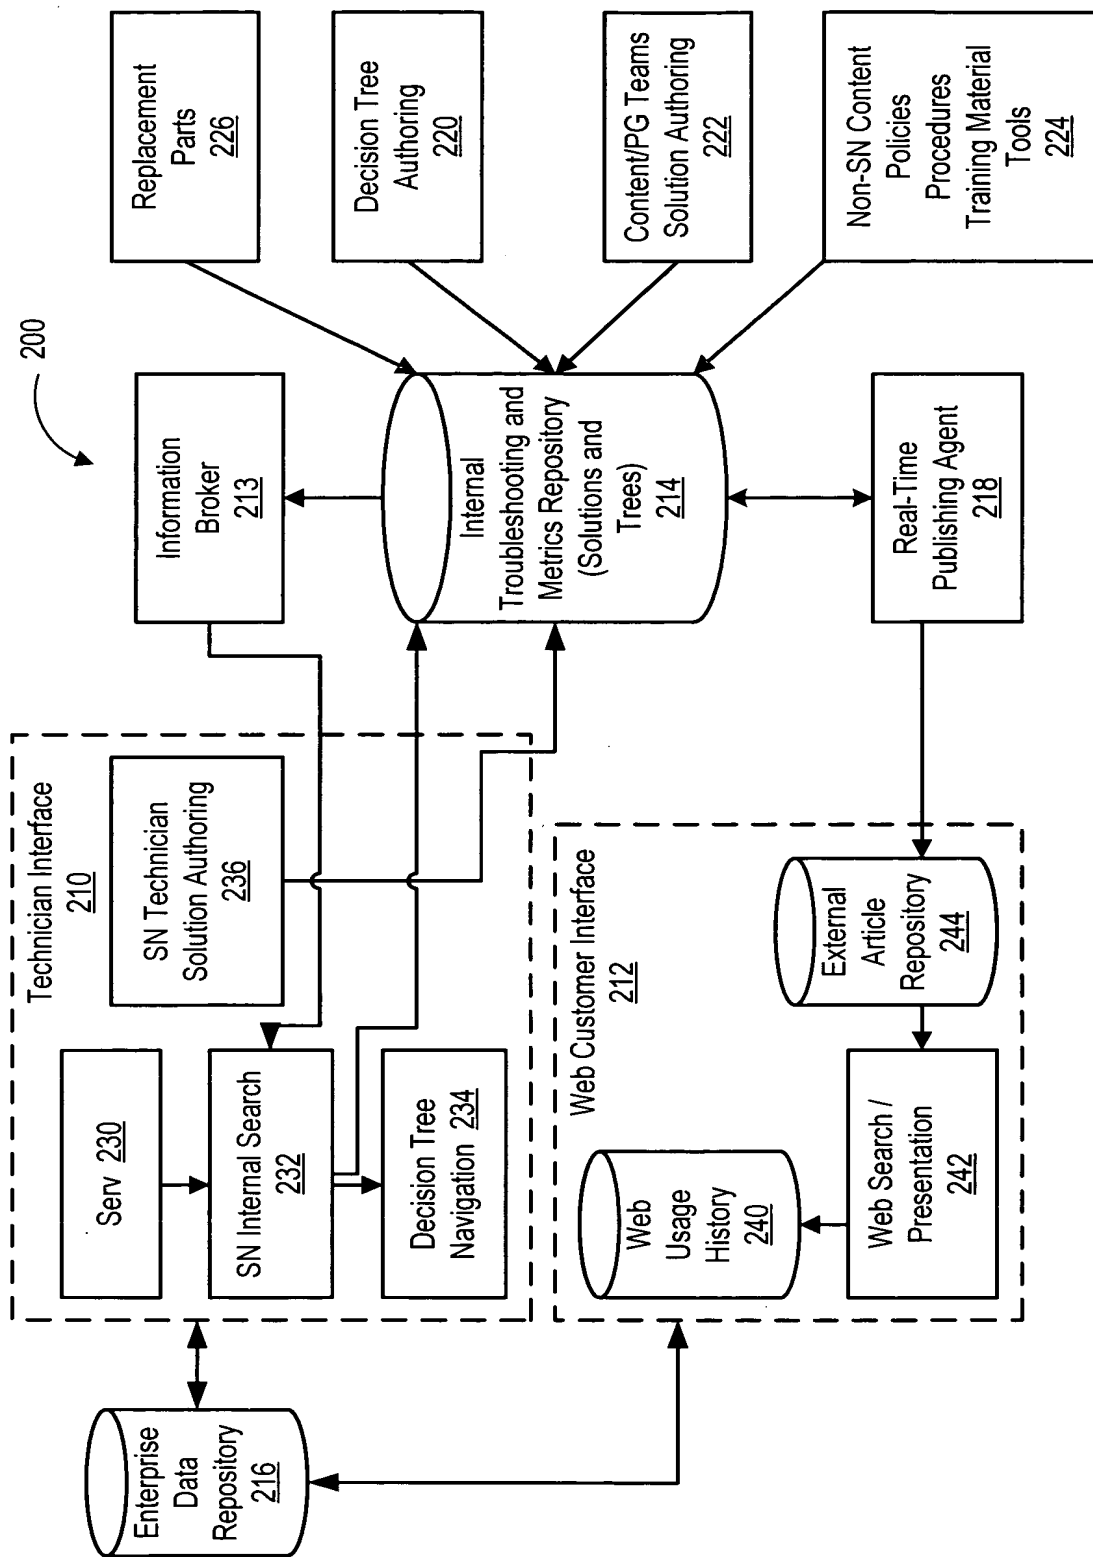 200
Technician Interface
210
Serv 230
SN Internal Search
232
Decision Tree
Navigation 234
SN Technician
Solution Authoring
236
Information
Broker
213
Replacement
Parts
226
Decision Tree
Authoring
220
Content/PG Teams
Solution Authoring
222
Non-SN Content
Policies
Procedures
Training Material
Tools
224
Enterprise
Data
Repository
216
Internal
Troubleshooting and
Metrics Repository
(Solutions and
Trees)
214
Web Customer Interface
212
Web
Usage
History
240
Web Search /
Presentation
242
External
Article
Repository
244
Real-Time
Publishing Agent
218